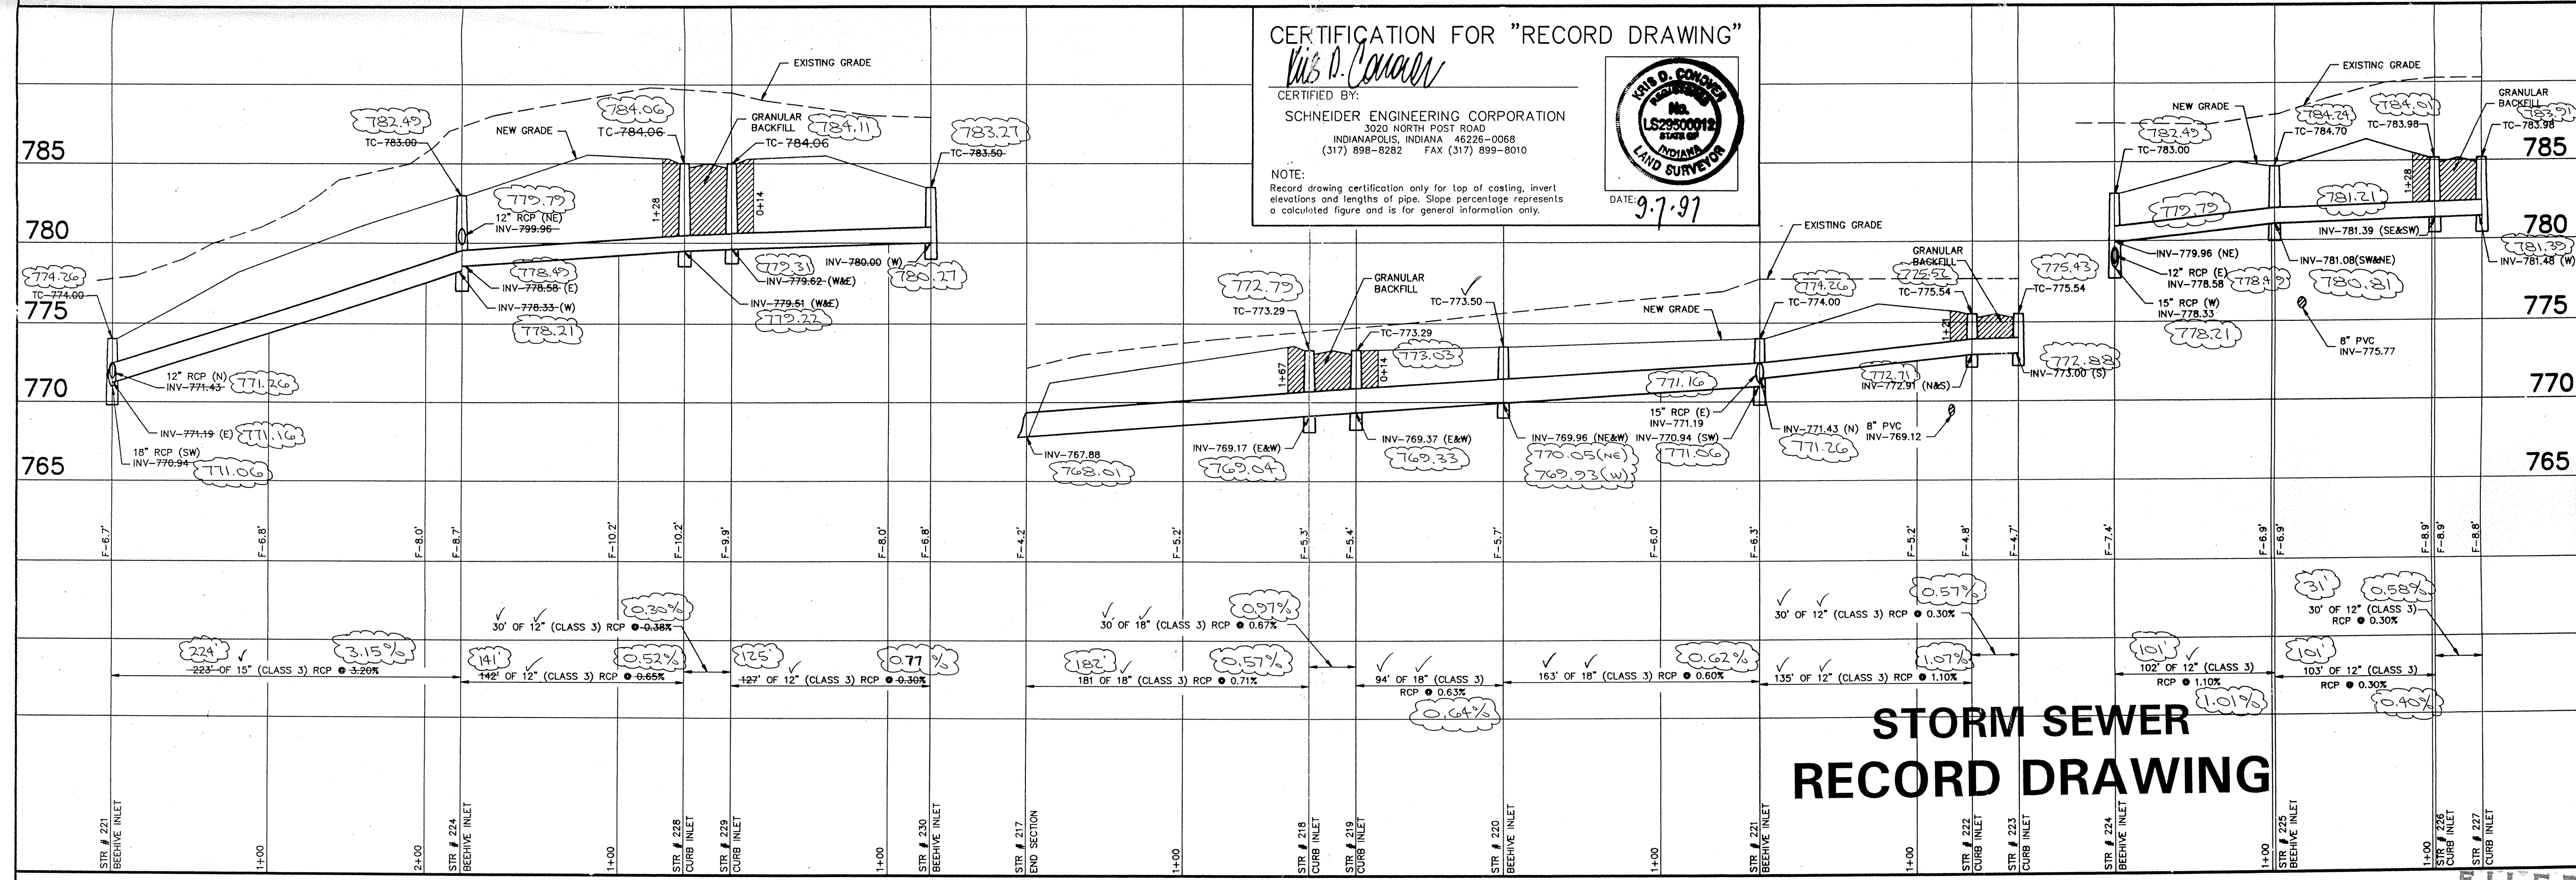 CERTIFICATION FOR "RECORD DRAWING"
Kris D. Conover
CERTIFIED BY:
SCHNEIDER ENGINEERING CORPORATION
3020 NORTH POST ROAD
INDIANAPOLIS, INDIANA 46226-0068
(317) 898-8282 FAX (317) 899-8010
NOTE:
Record drawing certification only for top of casting, invert
elevations and lengths of pipe. Slope percentage represents
a calculated figure and is for general information only.
KRIS D. CONOVER
REGISTERED
No.
LS29500012
STATE OF
INDIANA
LAND SURVEYOR
DATE: 9.7.97
785
780
775
770
765
EXISTING GRADE
NEW GRADE
782.49
TC-783.00
784.06
TC-784.06
GRANULAR
BACKFILL
784.11
TC-784.06
783.27
TC-783.50
1+28
0+14
779.79
12" RCP (NE)
INV-799.96
774.26
TC-774.00
778.49
INV-778.58 (E)
INV-778.33 (W)
778.21
779.31
INV-779.62 (W&E)
INV-779.51 (W&E)
779.22
INV-780.00 (W)
780.27
12" RCP (N)
INV-771.43
771.26
INV-771.19 (E)
771.16
18" RCP (SW)
INV-770.94
771.06
772.79
TC-773.29
GRANULAR
BACKFILL
TC-773.50
TC-773.29
773.03
1+67
0+14
NEW GRADE
EXISTING GRADE
774.26
TC-774.00
GRANULAR
BACKFILL
775.52
TC-775.54
775.43
TC-775.54
1+21
INV-767.88
768.01
INV-769.17 (E&W)
769.04
INV-769.37 (E&W)
769.33
INV-769.96 (NE&W)
770.05 (NE)
769.93 (W)
771.16
15" RCP (E)
INV-771.19
INV-770.94 (SW)
771.06
INV-771.43 (N)
771.26
772.71
INV-772.91 (N&S)
772.88
INV-773.00 (S)
8" PVC
INV-769.12
EXISTING GRADE
NEW GRADE
782.49
TC-783.00
784.74
TC-784.70
784.01
TC-783.98
GRANULAR
BACKFILL
783.91
TC-783.98
1+28
779.79
INV-779.96 (NE)
12" RCP (E)
INV-778.58
778.49
15" RCP (W)
INV-778.33
778.21
781.21
INV-781.39 (SE&SW)
INV-781.08(SW&NE)
780.81
781.39
INV-781.48 (W)
8" PVC
INV-775.77
785
780
775
770
765
F-6.7'
F-6.8'
F-8.0'
F-8.7'
F-10.2'
F-10.2'
F-9.9'
F-8.0'
F-6.8'
F-4.2'
F-5.2'
F-5.3'
F-5.4'
F-5.7'
F-6.0'
F-6.3'
F-5.2'
F-4.8'
F-4.7'
F-7.4'
F-6.9'
F-6.9'
F-8.9'
F-8.9'
F-8.8'
224'
3.15%
223' OF 15" (CLASS 3) RCP @ 3.20%
0.30%
30' OF 12" (CLASS 3) RCP @ 0.38%
141'
0.52%
142' OF 12" (CLASS 3) RCP @ 0.65%
125'
0.77%
127' OF 12" (CLASS 3) RCP @ 0.30%
0.97%
30' OF 18" (CLASS 3) RCP @ 0.67%
182'
0.57%
181 OF 18" (CLASS 3) RCP @ 0.71%
94' OF 18" (CLASS 3)
RCP @ 0.63%
0.64%
0.62%
163' OF 18" (CLASS 3) RCP @ 0.60%
0.57%
30' OF 12" (CLASS 3) RCP @ 0.30%
1.07%
135' OF 12" (CLASS 3) RCP @ 1.10%
101'
102' OF 12" (CLASS 3)
RCP @ 1.10%
1.01%
31'
0.58%
30' OF 12" (CLASS 3)
RCP @ 0.30%
101'
103' OF 12" (CLASS 3)
RCP @ 0.30%
0.40%
STORM SEWER
RECORD DRAWING
STR # 221
BEEHIVE INLET
1+00
2+00
STR # 224
BEEHIVE INLET
1+00
STR # 228
CURB INLET
STR # 229
CURB INLET
1+00
STR # 230
BEEHIVE INLET
STR # 217
END SECTION
1+00
STR # 218
CURB INLET
STR # 219
CURB INLET
STR # 220
BEEHIVE INLET
1+00
STR # 221
BEEHIVE INLET
1+00
STR # 222
CURB INLET
STR # 223
CURB INLET
STR # 224
BEEHIVE INLET
1+00
STR # 225
BEEHIVE INLET
1+00
STR # 226
CURB INLET
STR # 227
CURB INLET